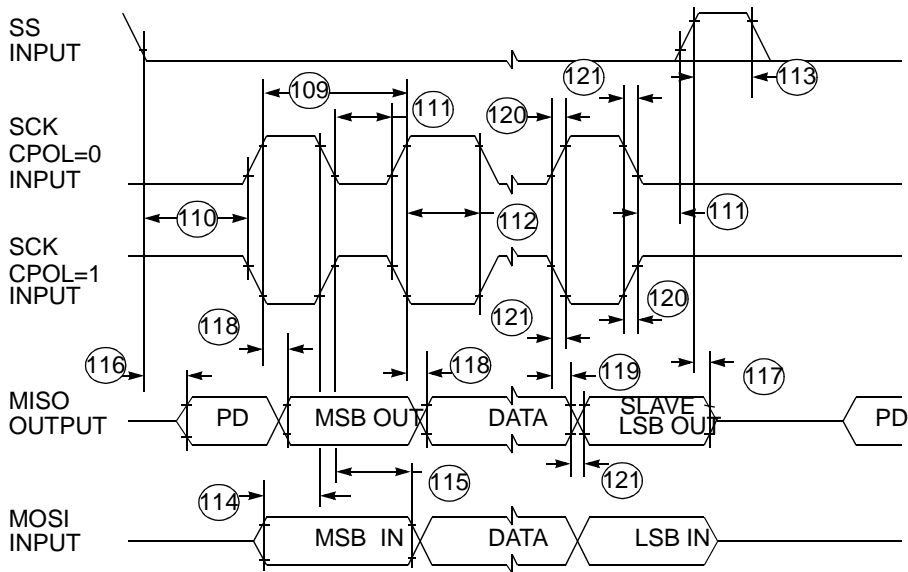 SS
INPUT
121
113
109
111
120
SCK
CPOL=0
INPUT
110
112
111
SCK
CPOL=1
INPUT
118
121
120
116
118
119
117
MISO
OUTPUT
PD
MSB OUT
DATA
SLAVE
LSB OUT
PD
121
114
115
MOSI
INPUT
MSB IN
DATA
LSB IN